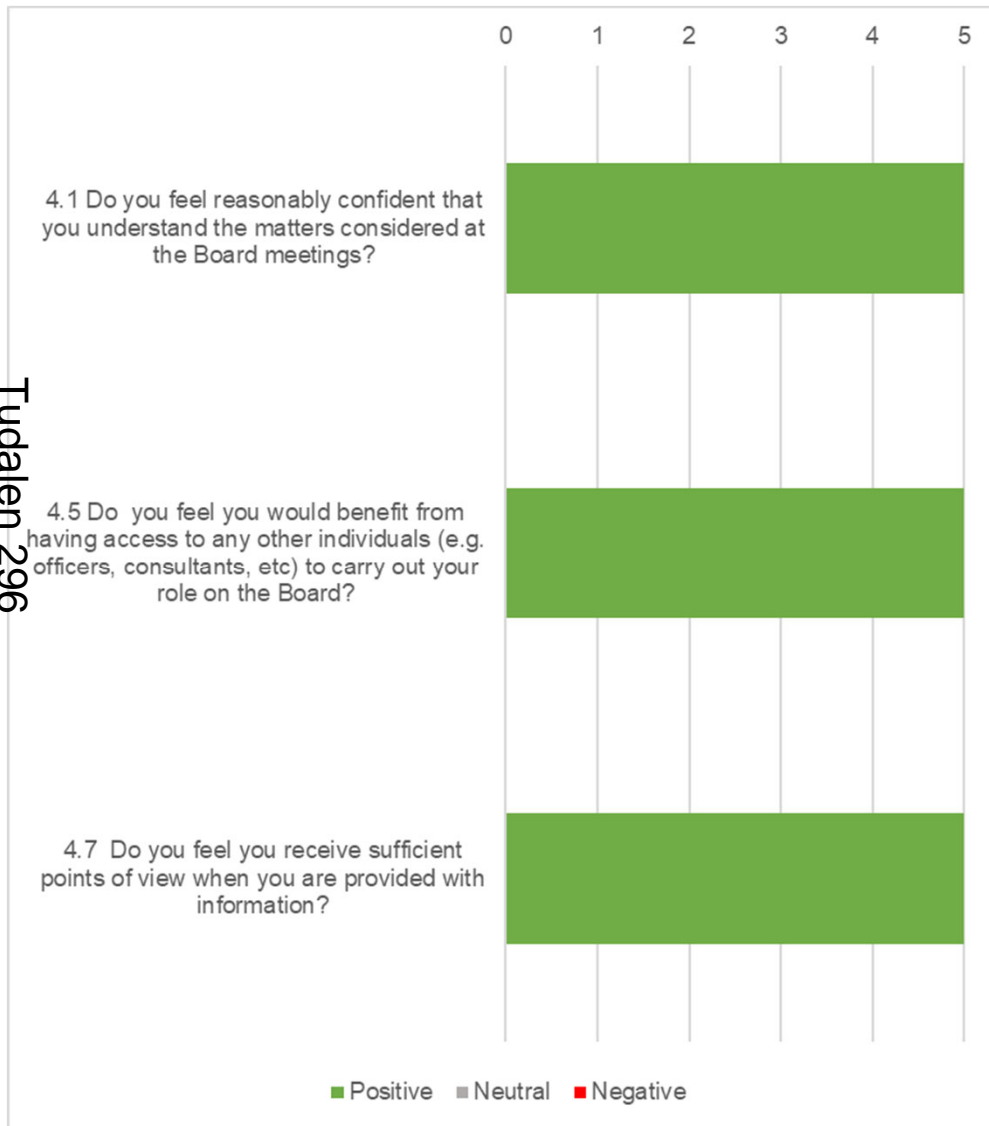 0 1 2 3 4 5
4.1 Do you feel reasonably confident that
you understand the matters considered at
the Board meetings?
4.5 Do  you feel you would benefit from
having access to any other individuals (e.g.
officers, consultants, etc) to carry out your
role on the Board?
4.7  Do you feel you receive sufficient
points of view when you are provided with
information?
Positive Neutral Negative
Tudalen 296